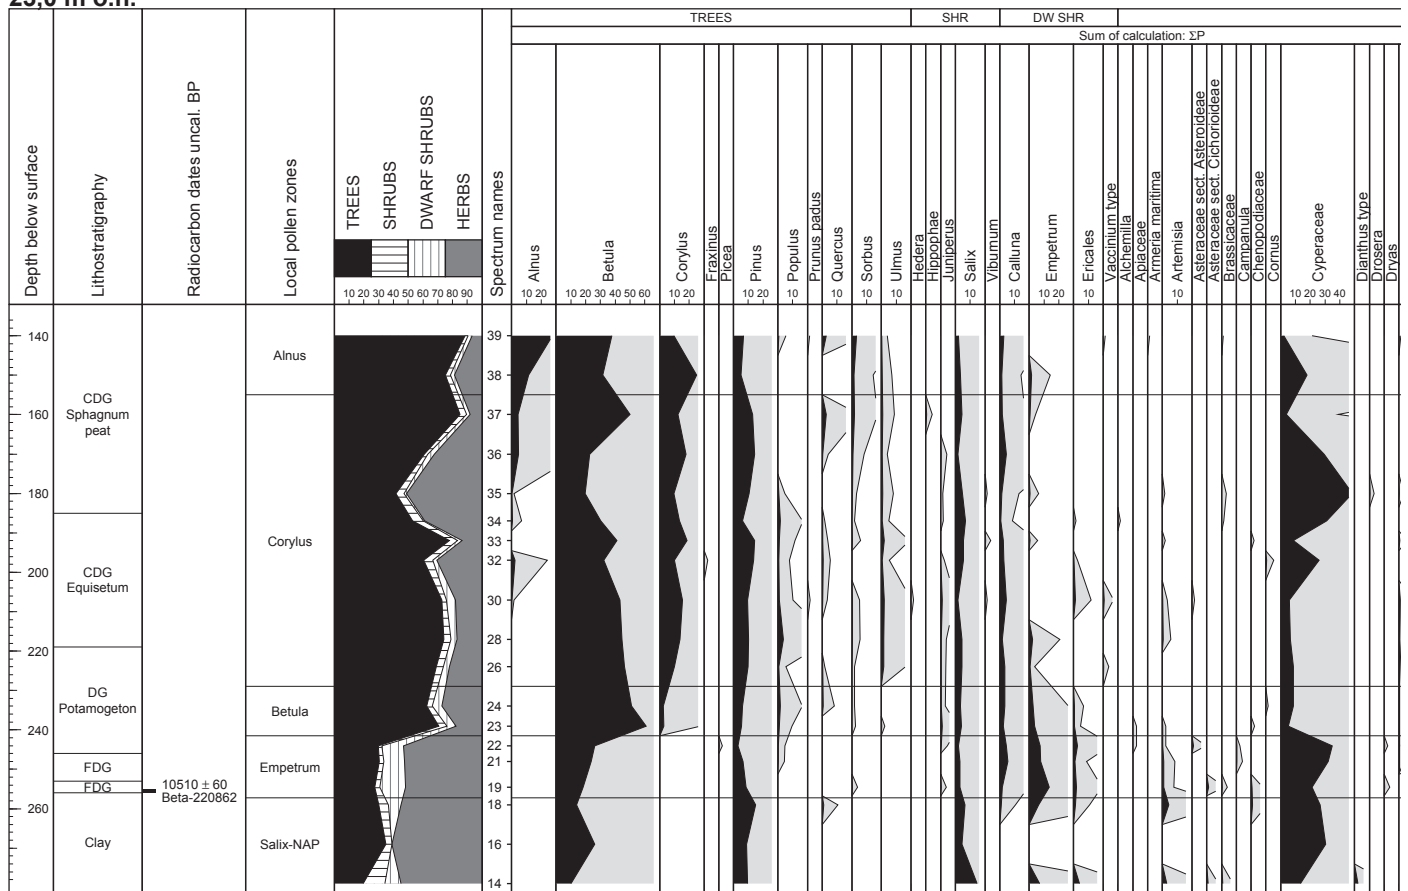 25,0 m o.h.
TREES
SHR
DW SHR
Sum of calculation: ΣP
Depth below surface
Lithostratigraphy
Radiocarbon dates uncal. BP
Local pollen zones
TREES
SHRUBS
DWARF SHRUBS
HERBS
Spectrum names
Alnus
Betula
Corylus
Fraxinus
Picea
Pinus
Populus
Prunus padus
Quercus
Sorbus
Ulmus
Hedera
Hippophae
Juniperus
Salix
Viburnum
Calluna
Empetrum
Ericales
Vaccinium type
Alchemilla
Apiaceae
Armeria maritima
Artemisia
Asteraceae sect. Asteroideae
Asteraceae sect. Cichorioideae
Brassicaceae
Campanula
Chenopodiaceae
Cornus
Cyperaceae
Dianthus type
Drosera
Dryas
10 20 30 40 50 60 70 80 90
10 20
10 20 30 40 50 60
10 20
10 20
10
10
10
10
10
10
10 20
10
10
10 20 30 40
140
160
180
200
220
240
260
CDG
Sphagnum
peat
CDG
Equisetum
DG
Potamogeton
FDG
FDG
Clay
10510 ± 60
Beta-220862
Alnus
Corylus
Betula
Empetrum
Salix-NAP
39
38
37
36
35
34
33
32
30
28
26
24
23
22
21
19
18
16
14